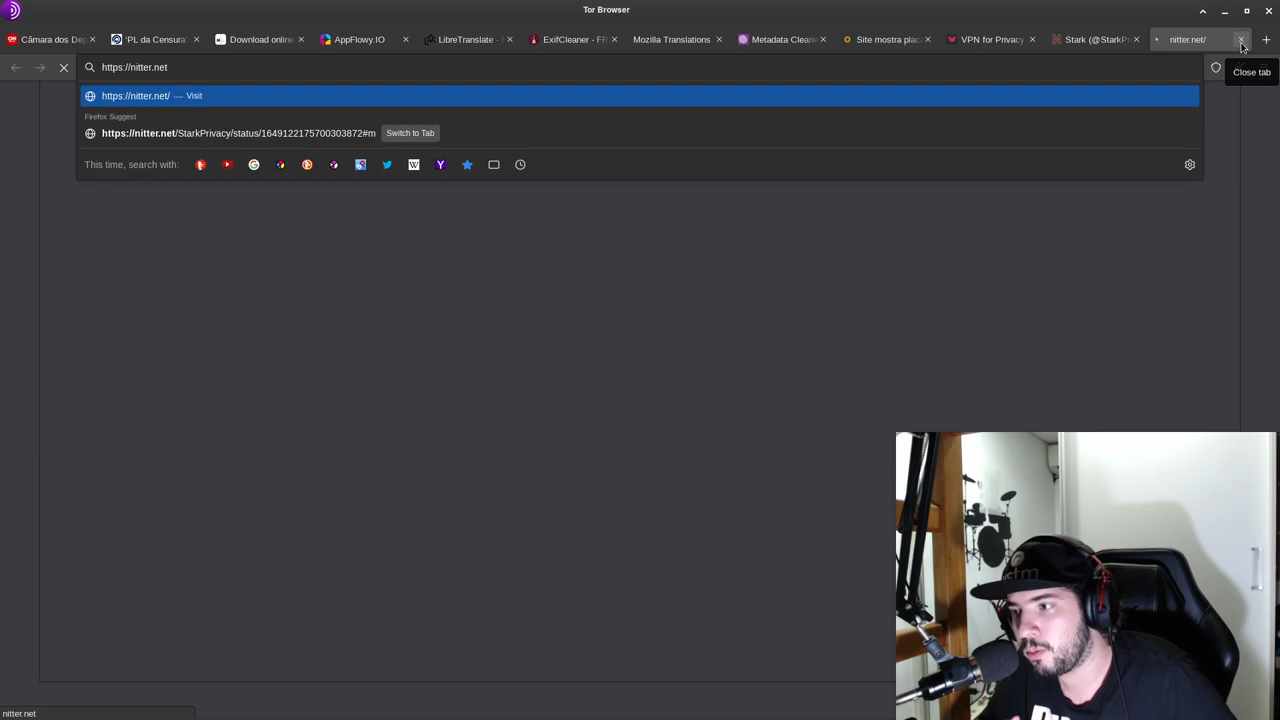 Tor Browser
Câmara dos Dep
'PL da Censura'
Download online
AppFlowy.IO
LibreTranslate -
ExifCleaner - FR
Mozilla Translations
Metadata Cleane
Site mostra plac
VPN for Privacy
Stark (@StarkPr
nitter.net/
https://nitter.net
Close tab
https://nitter.net/ — Visit
Firefox Suggest
https://nitter.net/StarkPrivacy/status/1649122175700303872#m Switch to Tab
This time, search with:
nitter.net